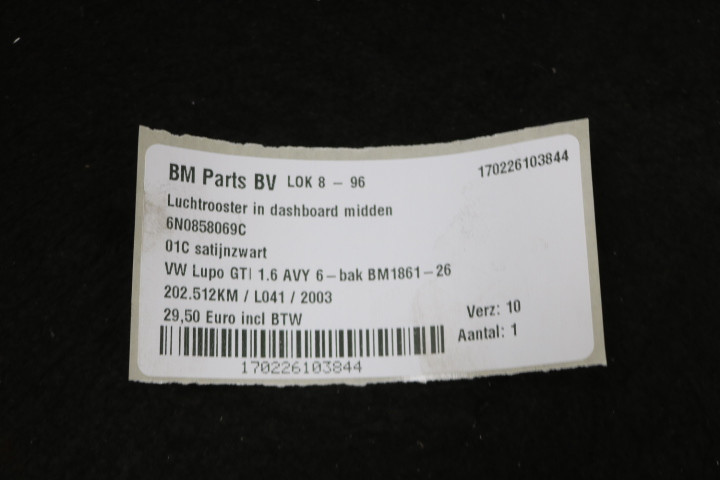 BM Parts BV LOK 8 - 96
170226103844
Luchtrooster in dashboard midden
6N0858069C
01C satijnzwart
VW Lupo GTI 1.6 AVY 6-bak BM1861-26
202.512KM / L041 / 2003
29,50 Euro incl BTW
Verz: 10
Aantal: 1
170226103844